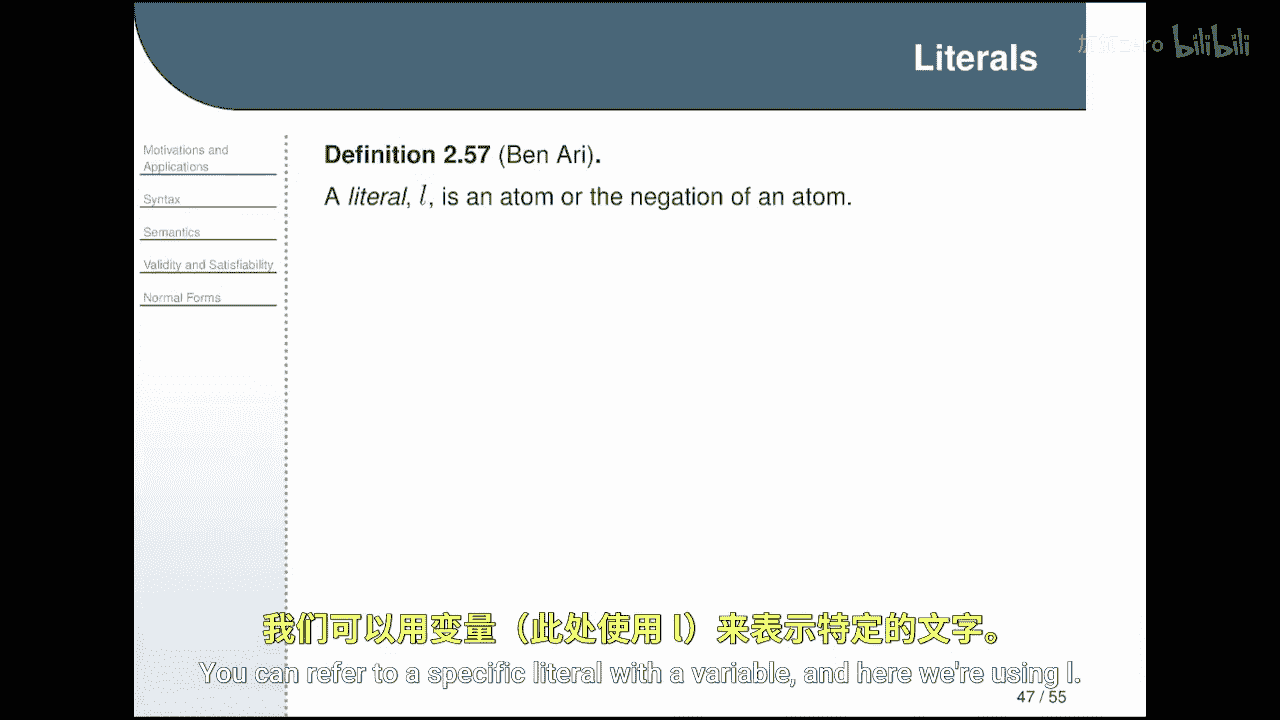 Literals
bilibili
Motivations and
Applications
Syntax
Semantics
Validity and Satisfiability
Normal Forms
Definition 2.57 (Ben Ari).
A literal, l, is an atom or the negation of an atom.
我们可以用变量（此处使用 l）来表示特定的文字。
You can refer to a specific literal with a variable, and here we're using l.
47 / 55